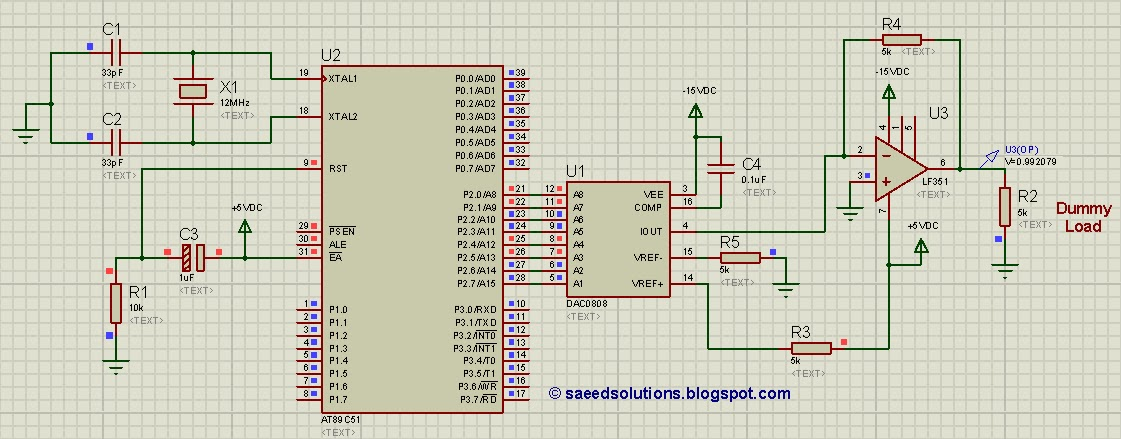 C1
33pF
<TEXT>
X1
12MHz
<TEXT>
C2
33pF
<TEXT>
U2
19 XTAL1
18 XTAL2
9 RST
29 PSEN
30 ALE
31 EA
1 P1.0
2 P1.1
3 P1.2
4 P1.3
5 P1.4
6 P1.5
7 P1.6
8 P1.7
P0.0/AD0 39
P0.1/AD1 38
P0.2/AD2 37
P0.3/AD3 36
P0.4/AD4 35
P0.5/AD5 34
P0.6/AD6 33
P0.7/AD7 32
P2.0/A8 21
P2.1/A9 22
P2.2/A10 23
P2.3/A11 24
P2.4/A12 25
P2.5/A13 26
P2.6/A14 27
P2.7/A15 28
P3.0/RXD 10
P3.1/TXD 11
P3.2/INT0 12
P3.3/INT1 13
P3.4/T0 14
P3.5/T1 15
P3.6/WR 16
P3.7/RD 17
AT89C51
<TEXT>
+5VDC
C3
1uF
<TEXT>
R1
10k
<TEXT>
U1
12 A8
11 A7
10 A6
9 A5
8 A4
7 A3
6 A2
5 A1
VEE 3
COMP 16
IOUT 4
VREF- 15
VREF+ 14
DAC0808
<TEXT>
-15VDC
C4
0.1uF
<TEXT>
R5
5k
<TEXT>
R3
5k
<TEXT>
R4
5k <TEXT>
-15VDC
U3
4
1
5
2
3
6
7
LF351
<TEXT>
+5VDC
U3(OP)
V=0.992079
R2
5k
<TEXT>
Dummy
Load
© saeedsolutions.blogspot.com